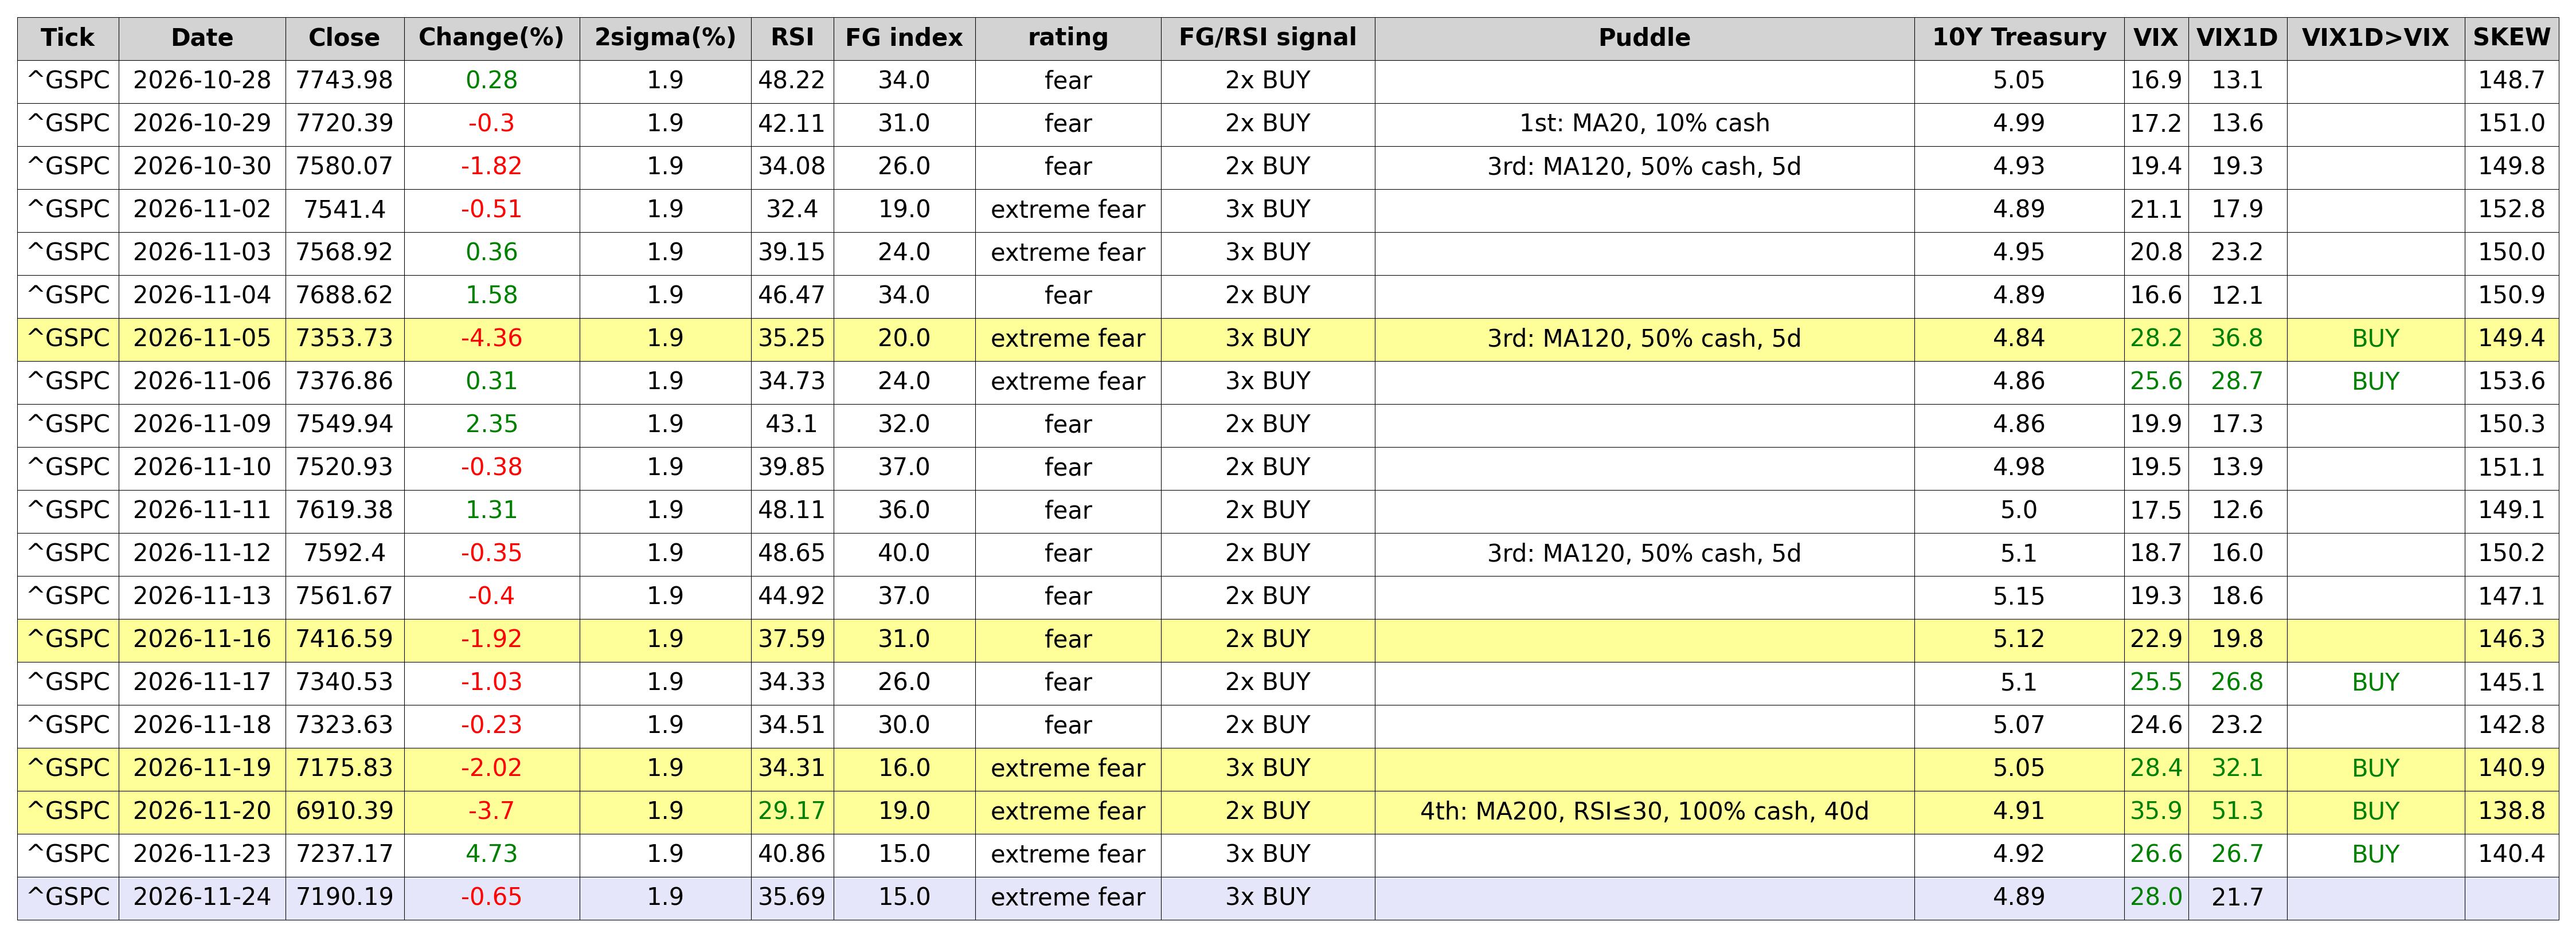 Tick Date Close Change(%) 2sigma(%) RSI FG index rating FG/RSI signal Puddle 10Y Treasury VIX VIX1D VIX1D>VIX SKEW
^GSPC 2026-10-28 7743.98 0.28 1.9 48.22 34.0 fear 2x BUY 5.05 16.9 13.1 148.7
^GSPC 2026-10-29 7720.39 -0.3 1.9 42.11 31.0 fear 2x BUY 1st: MA20, 10% cash 4.99 17.2 13.6 151.0
^GSPC 2026-10-30 7580.07 -1.82 1.9 34.08 26.0 fear 2x BUY 3rd: MA120, 50% cash, 5d 4.93 19.4 19.3 149.8
^GSPC 2026-11-02 7541.4 -0.51 1.9 32.4 19.0 extreme fear 3x BUY 4.89 21.1 17.9 152.8
^GSPC 2026-11-03 7568.92 0.36 1.9 39.15 24.0 extreme fear 3x BUY 4.95 20.8 23.2 150.0
^GSPC 2026-11-04 7688.62 1.58 1.9 46.47 34.0 fear 2x BUY 4.89 16.6 12.1 150.9
^GSPC 2026-11-05 7353.73 -4.36 1.9 35.25 20.0 extreme fear 3x BUY 3rd: MA120, 50% cash, 5d 4.84 28.2 36.8 BUY 149.4
^GSPC 2026-11-06 7376.86 0.31 1.9 34.73 24.0 extreme fear 3x BUY 4.86 25.6 28.7 BUY 153.6
^GSPC 2026-11-09 7549.94 2.35 1.9 43.1 32.0 fear 2x BUY 4.86 19.9 17.3 150.3
^GSPC 2026-11-10 7520.93 -0.38 1.9 39.85 37.0 fear 2x BUY 4.98 19.5 13.9 151.1
^GSPC 2026-11-11 7619.38 1.31 1.9 48.11 36.0 fear 2x BUY 5.0 17.5 12.6 149.1
^GSPC 2026-11-12 7592.4 -0.35 1.9 48.65 40.0 fear 2x BUY 3rd: MA120, 50% cash, 5d 5.1 18.7 16.0 150.2
^GSPC 2026-11-13 7561.67 -0.4 1.9 44.92 37.0 fear 2x BUY 5.15 19.3 18.6 147.1
^GSPC 2026-11-16 7416.59 -1.92 1.9 37.59 31.0 fear 2x BUY 5.12 22.9 19.8 146.3
^GSPC 2026-11-17 7340.53 -1.03 1.9 34.33 26.0 fear 2x BUY 5.1 25.5 26.8 BUY 145.1
^GSPC 2026-11-18 7323.63 -0.23 1.9 34.51 30.0 fear 2x BUY 5.07 24.6 23.2 142.8
^GSPC 2026-11-19 7175.83 -2.02 1.9 34.31 16.0 extreme fear 3x BUY 5.05 28.4 32.1 BUY 140.9
^GSPC 2026-11-20 6910.39 -3.7 1.9 29.17 19.0 extreme fear 2x BUY 4th: MA200, RSI≤30, 100% cash, 40d 4.91 35.9 51.3 BUY 138.8
^GSPC 2026-11-23 7237.17 4.73 1.9 40.86 15.0 extreme fear 3x BUY 4.92 26.6 26.7 BUY 140.4
^GSPC 2026-11-24 7190.19 -0.65 1.9 35.69 15.0 extreme fear 3x BUY 4.89 28.0 21.7